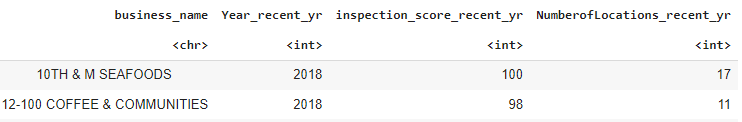 business_name Year_recent_yr inspection_score_recent_yr NumberofLocations_recent_yr
<chr> <int> <int> <int>
10TH & M SEAFOODS 2018 100 17
12-100 COFFEE & COMMUNITIES 2018 98 11